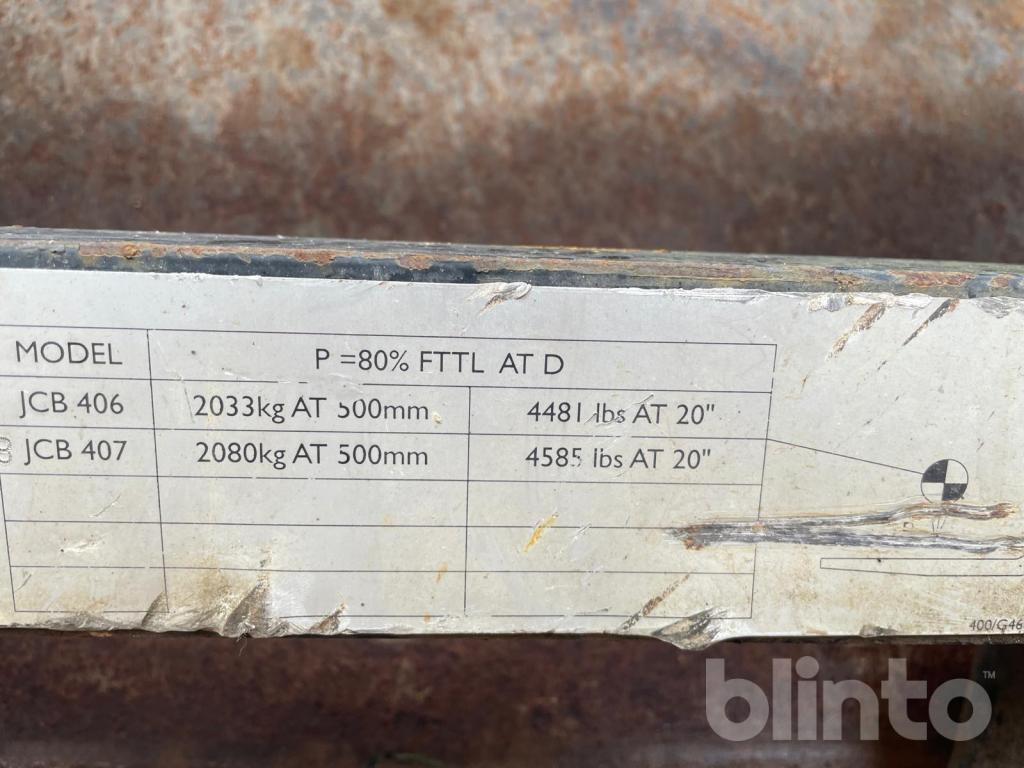 MODEL P =80% FTTL AT D
JCB 406 2033kg AT 500mm 4481 lbs AT 20"
JCB 407 2080kg AT 500mm 4585 lbs AT 20"
400/G46
blinto™